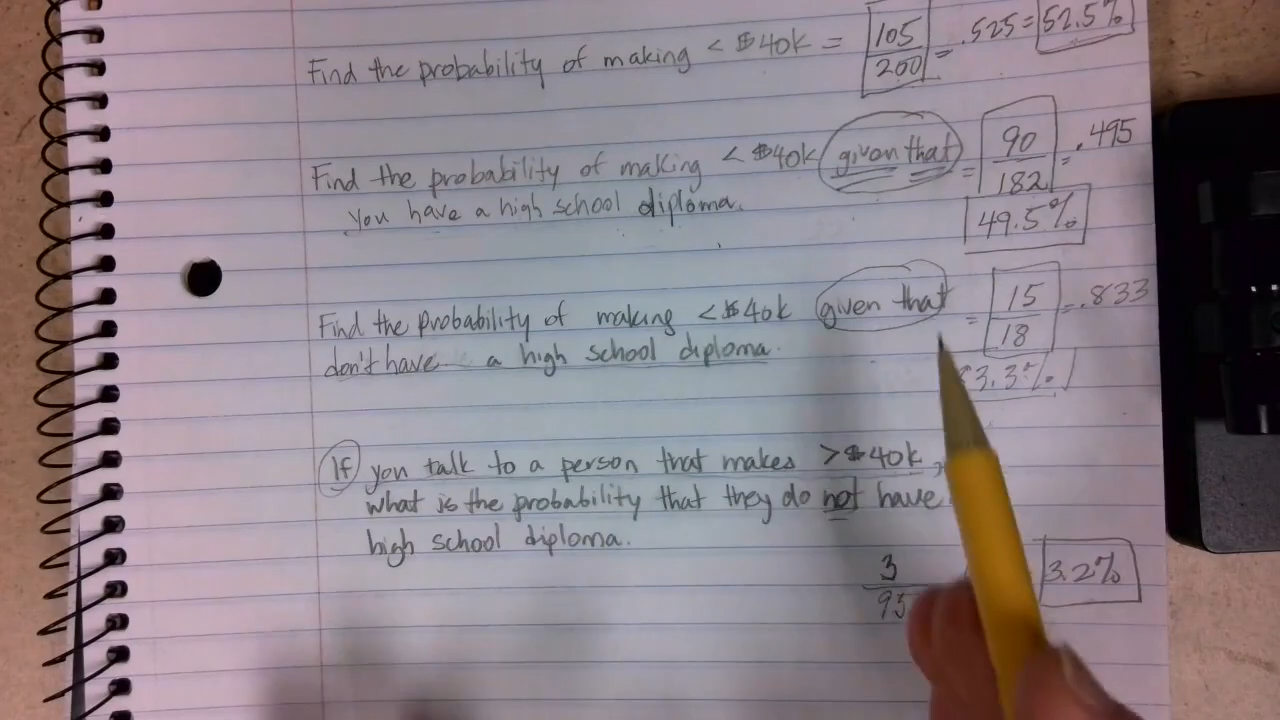 Find the probability of making < $40k = 105/200 = .525 = 52.5%
Find the probability of making < $40k given that = 90/182 = .495
you have a high school diploma. 49.5%
Find the probability of making < $40k given that = 15/18 = .833
don't have a high school diploma. 3.3%
If you talk to a person that makes > $40k,
what is the probability that they do not have
high school diploma.
3/95 3.2%